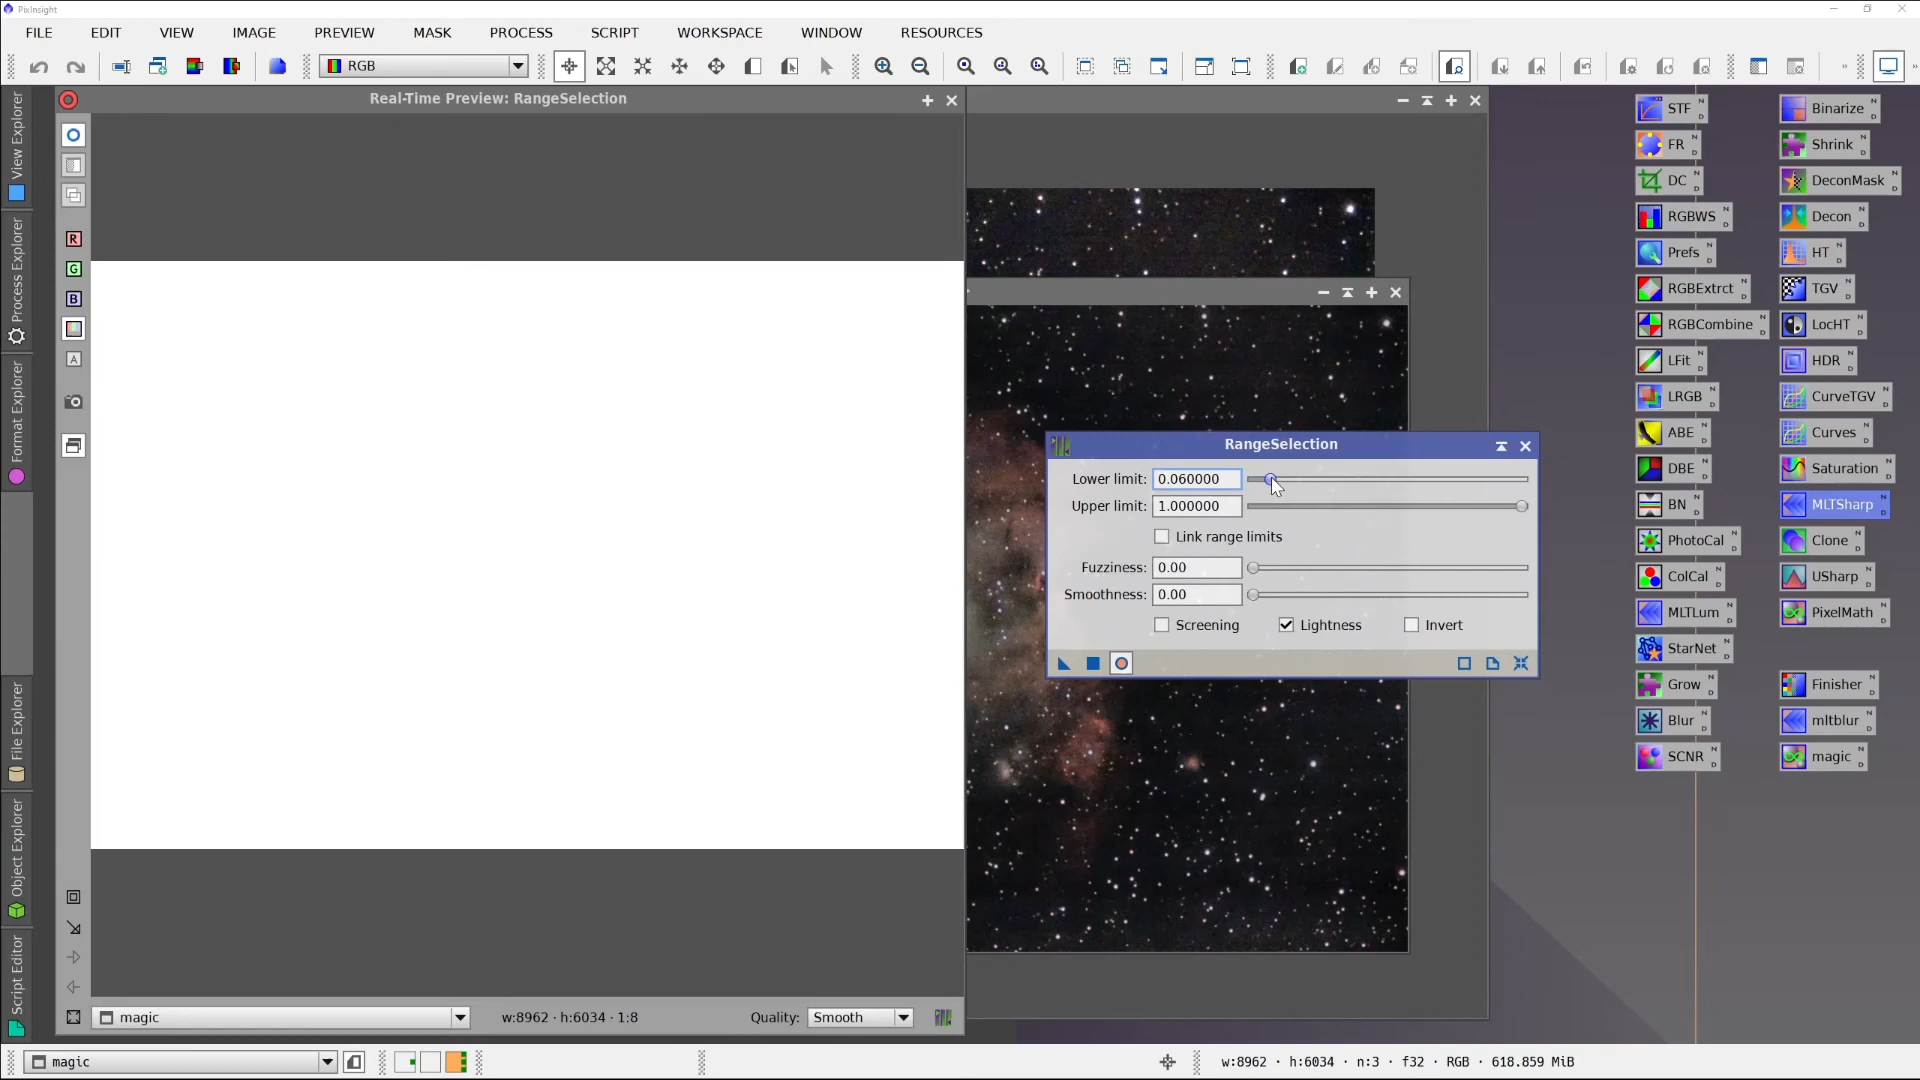 PixInsight
FILE EDIT VIEW IMAGE PREVIEW MASK PROCESS SCRIPT WORKSPACE WINDOW RESOURCES
RGB
Real-Time Preview: RangeSelection
View Explorer
Process Explorer
Format Explorer
File Explorer
Object Explorer
Script Editor
R
G
B
A
RangeSelection
Lower limit: 0.060000
Upper limit: 1.000000
Link range limits
Fuzziness: 0.00
Smoothness: 0.00
Screening Lightness Invert
STF N D Binarize N D
FR N D Shrink N D
DC N D DeconMask N D
RGBWS N D Decon N D
Prefs N D HT N D
RGBExtrct N D TGV N D
RGBCombine N D LocHT N D
LFit N D HDR N D
LRGB N D CurveTGV N D
ABE N D Curves N D
DBE N D Saturation N D
BN N D MLTSharp N D
PhotoCal N D Clone N D
ColCal N D USharp N D
MLTLum N D PixelMath N D
StarNet N D
Grow N D Finisher N D
Blur N D mltblur N D
SCNR N D magic N D
magic w:8962 · h:6034 · 1:8 Quality: Smooth
magic w:8962 · h:6034 · n:3 · f32 · RGB · 618.859 MiB